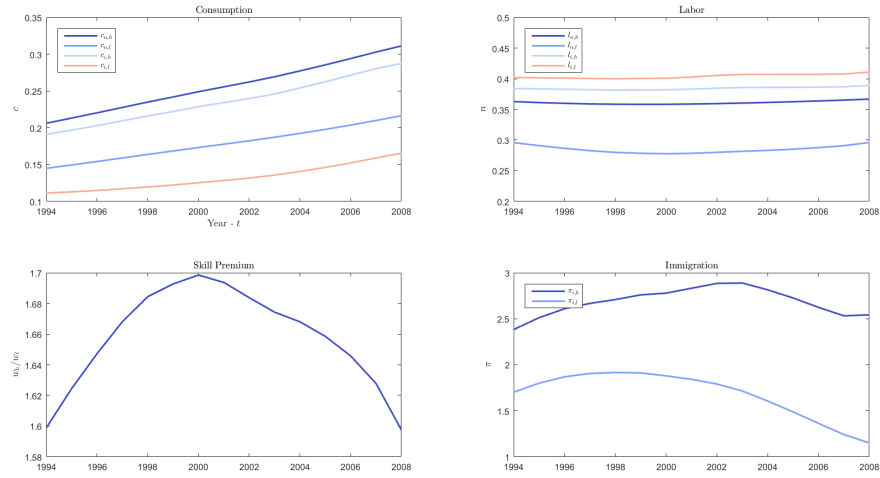 Consumption
0.35
0.3
0.25
0.2
0.15
0.1
c
c_{n,h}
c_{n,l}
c_{i,h}
c_{i,l}
1994 1996 1998 2000 2002 2004 2006 2008
Year - t
Labor
0.5
0.45
0.4
0.35
0.3
0.25
0.2
n
l_{n,h}
l_{n,l}
l_{i,h}
l_{i,l}
1994 1996 1998 2000 2002 2004 2006 2008
Skill Premium
1.7
1.68
1.66
1.64
1.62
1.6
1.58
w_h/w_l
1994 1996 1998 2000 2002 2004 2006 2008
Immigration
3
2.5
2
1.5
1
π
π_{i,h}
π_{i,l}
1994 1996 1998 2000 2002 2004 2006 2008